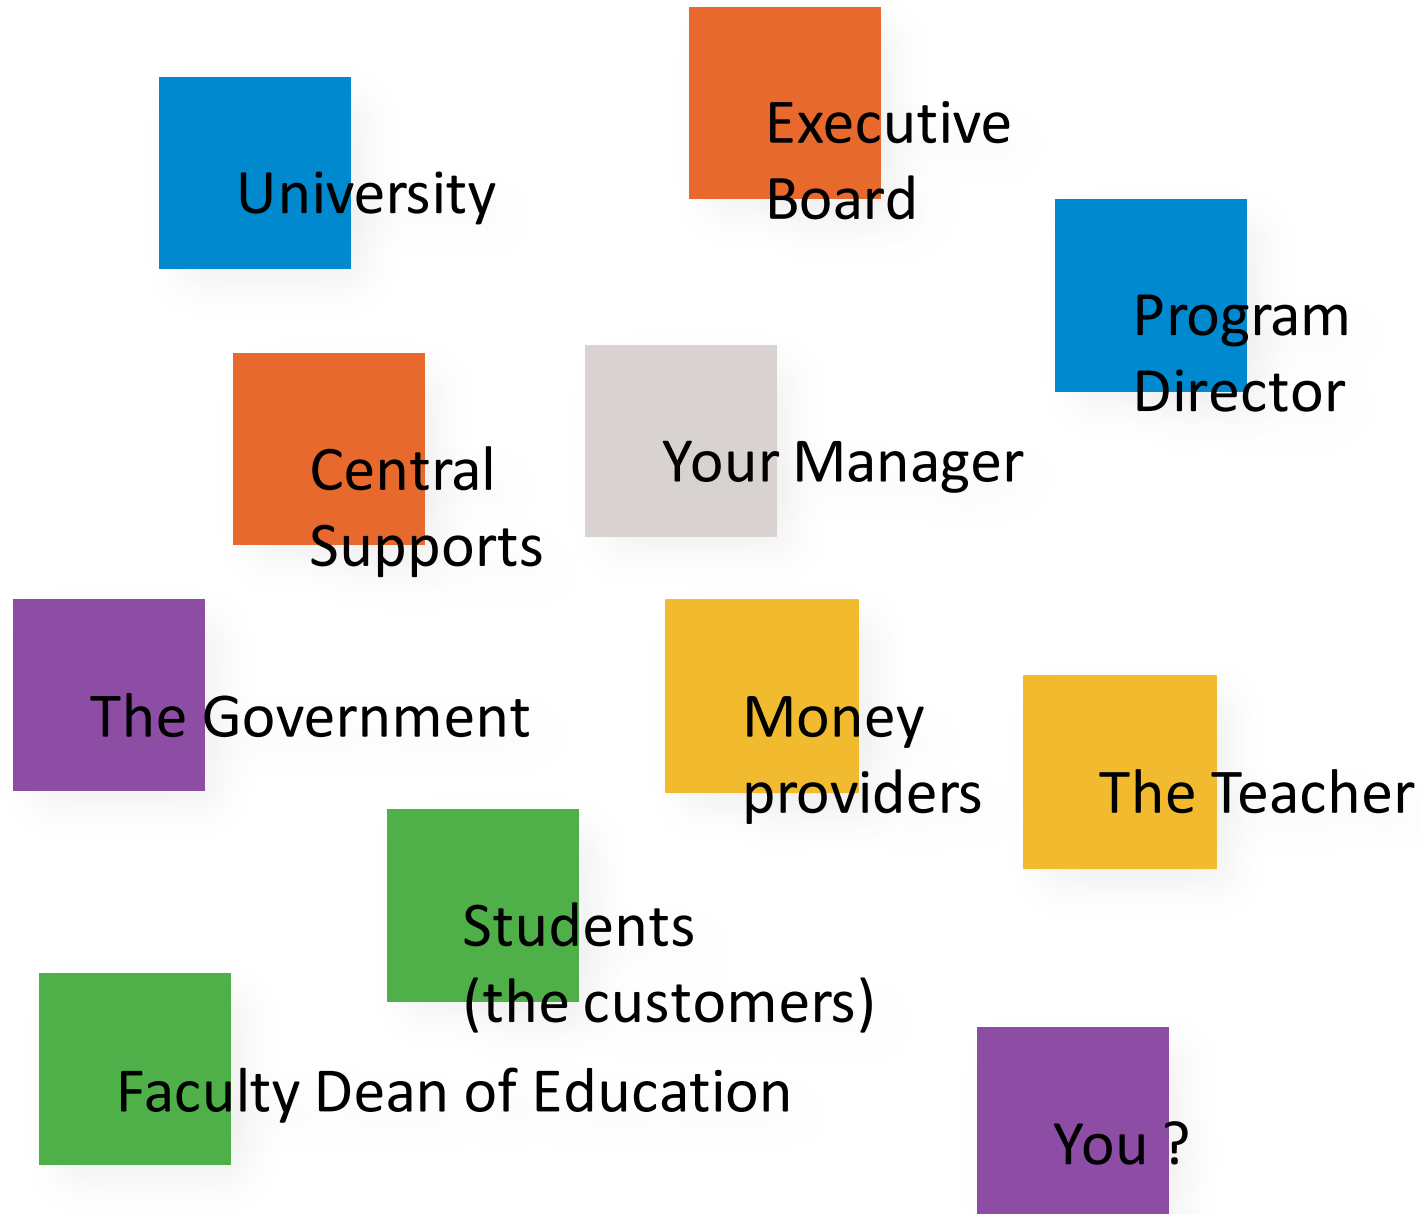 Executive
Board
University
Program
Director
Central
Supports
Your Manager
The Government
Money
providers
The Teacher
Students
(the customers)
Faculty Dean of Education
You ?